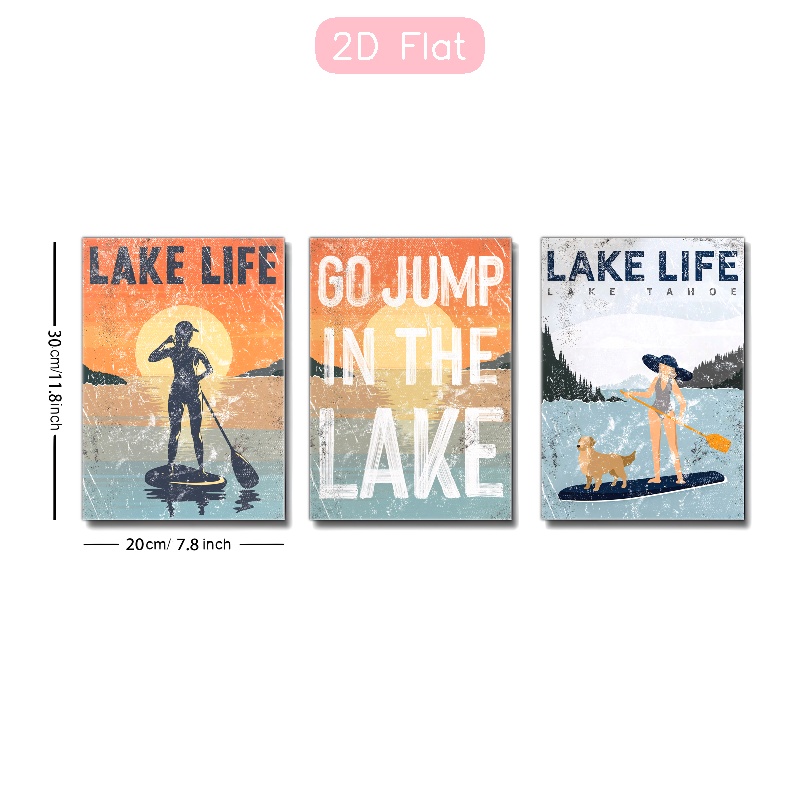 2D Flat
LAKE LIFE
GO JUMP
IN THE
LAKE
LAKE LIFE
LAKE TAHOE
30cm/11.8inch
20cm/ 7.8 inch